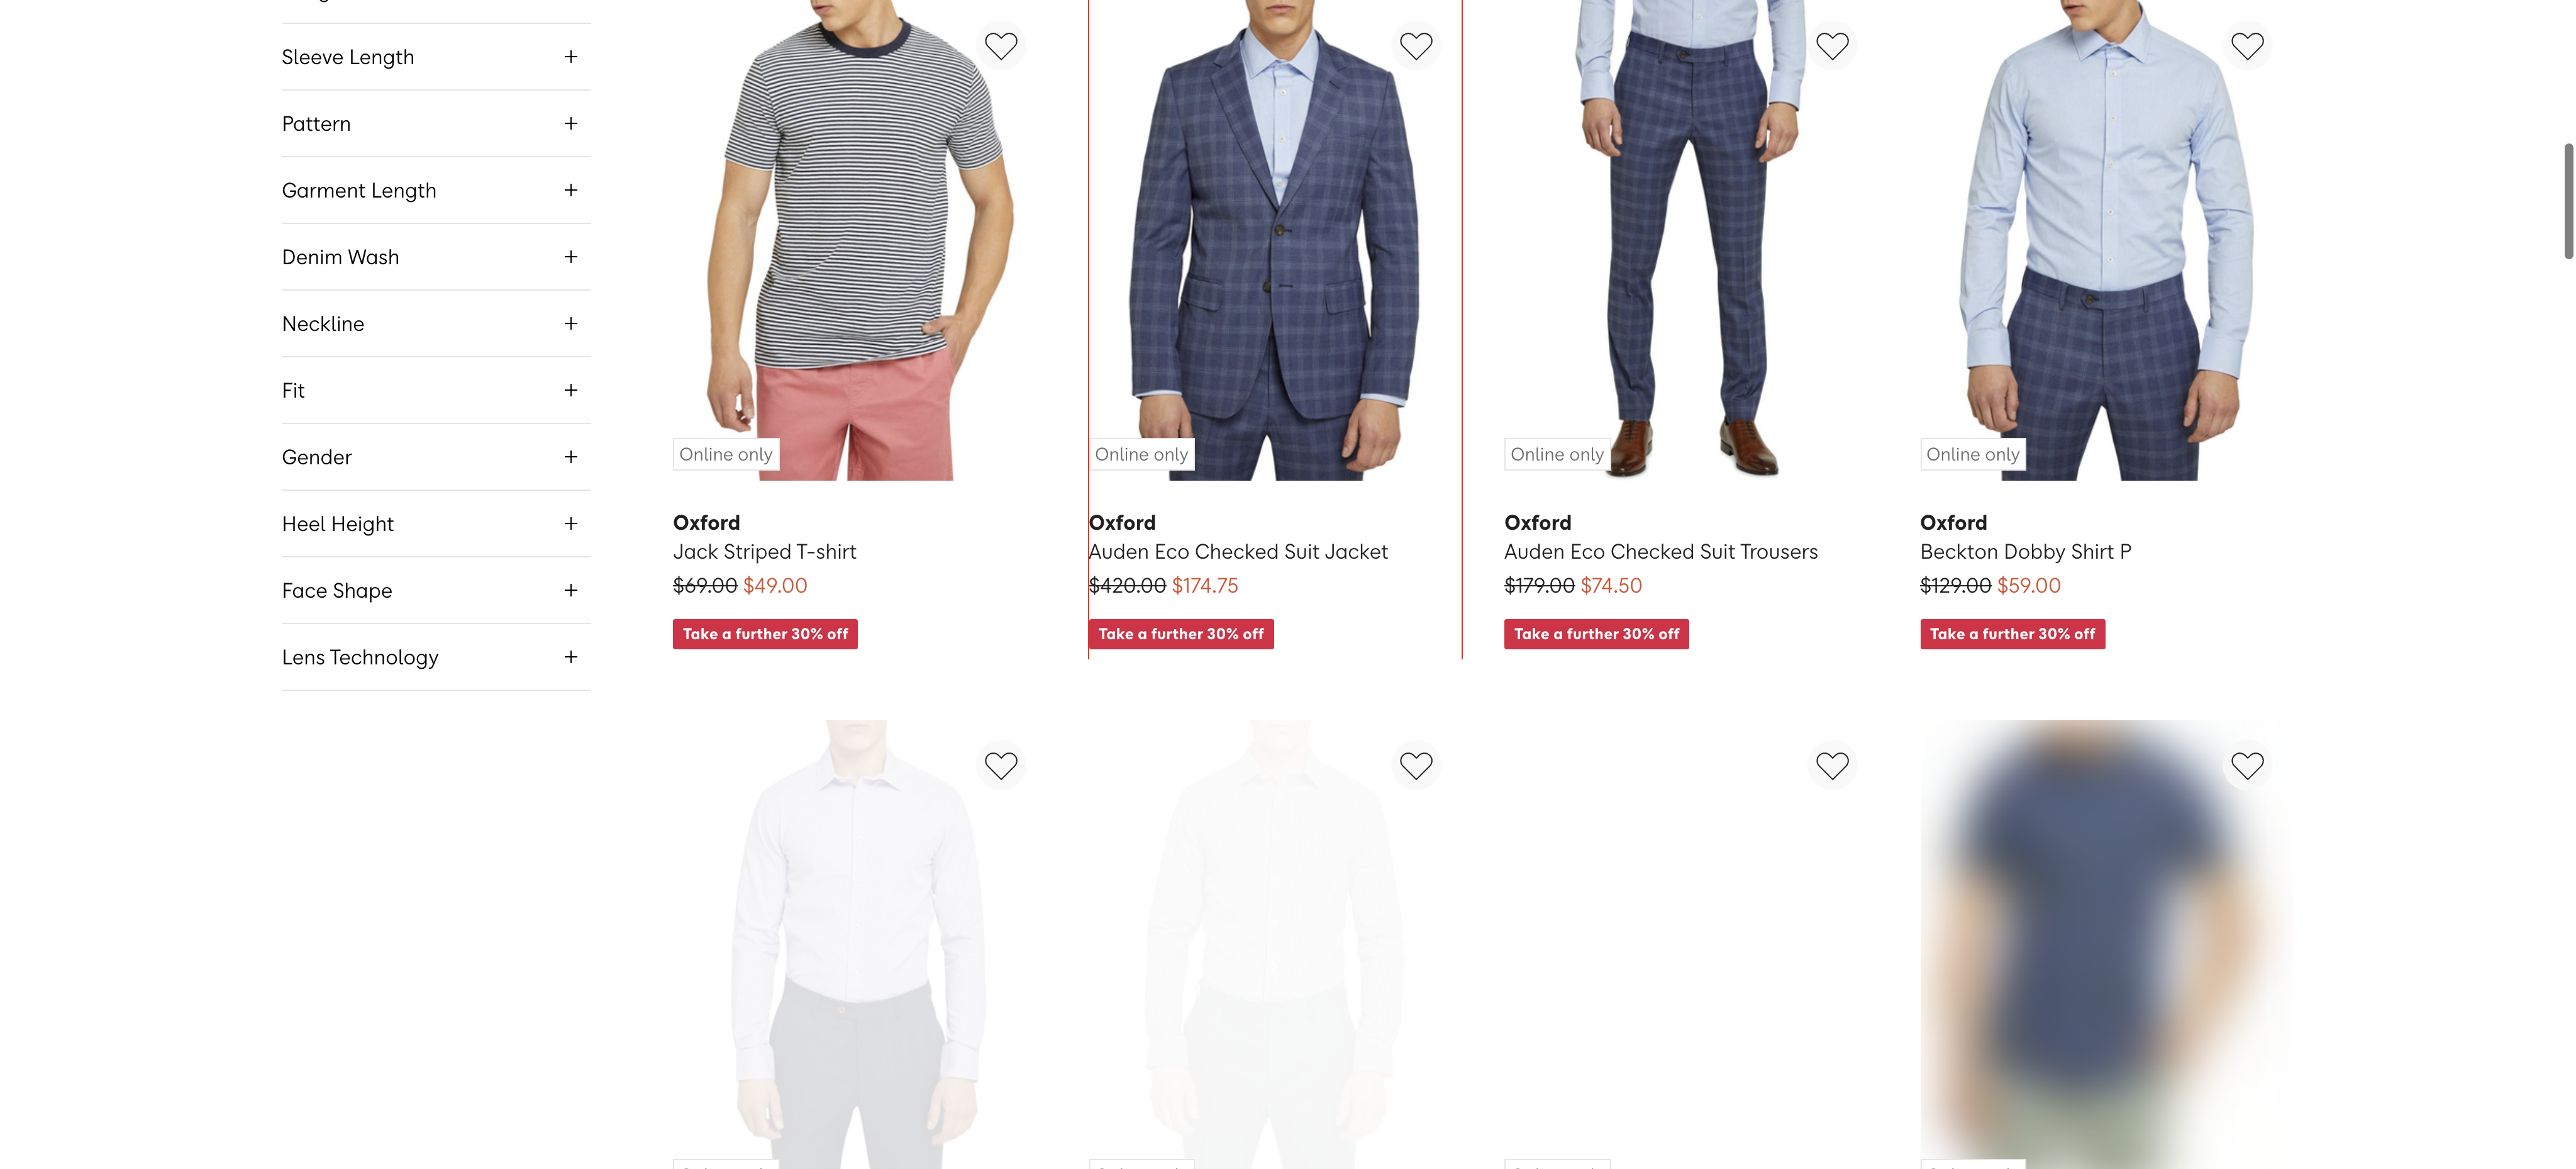 Sleeve Length
Pattern
Garment Length
Denim Wash
Neckline
Fit
Gender
Heel Height
Face Shape
Lens Technology
Online only
Oxford
Jack Striped T-shirt
$69.00 $49.00
Take a further 30% off
Online only
Oxford
Auden Eco Checked Suit Jacket
$420.00 $174.75
Take a further 30% off
Online only
Oxford
Auden Eco Checked Suit Trousers
$179.00 $74.50
Take a further 30% off
Online only
Oxford
Beckton Dobby Shirt P
$129.00 $59.00
Take a further 30% off